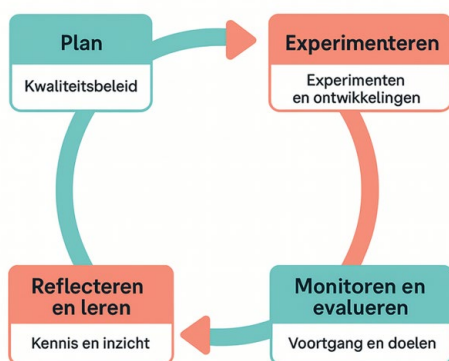 Plan
Kwaliteitsbeleid
Experimenteren
Experimenten
en ontwikkelingen
Reflecteren
en leren
Kennis en inzicht
Monitoren en
evalueren
Voortgang en doelen